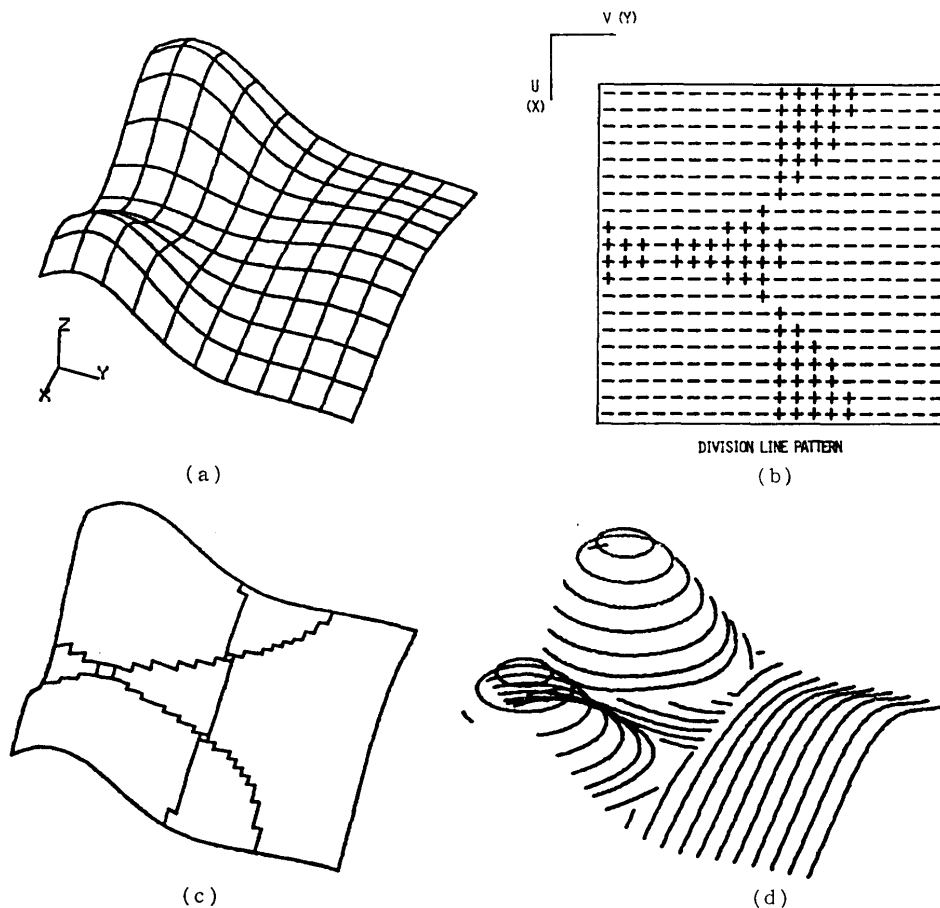 Z
Y
X
(a)
V (Y)
U
(X)
DIVISION LINE PATTERN
(b)
(c)
(d)